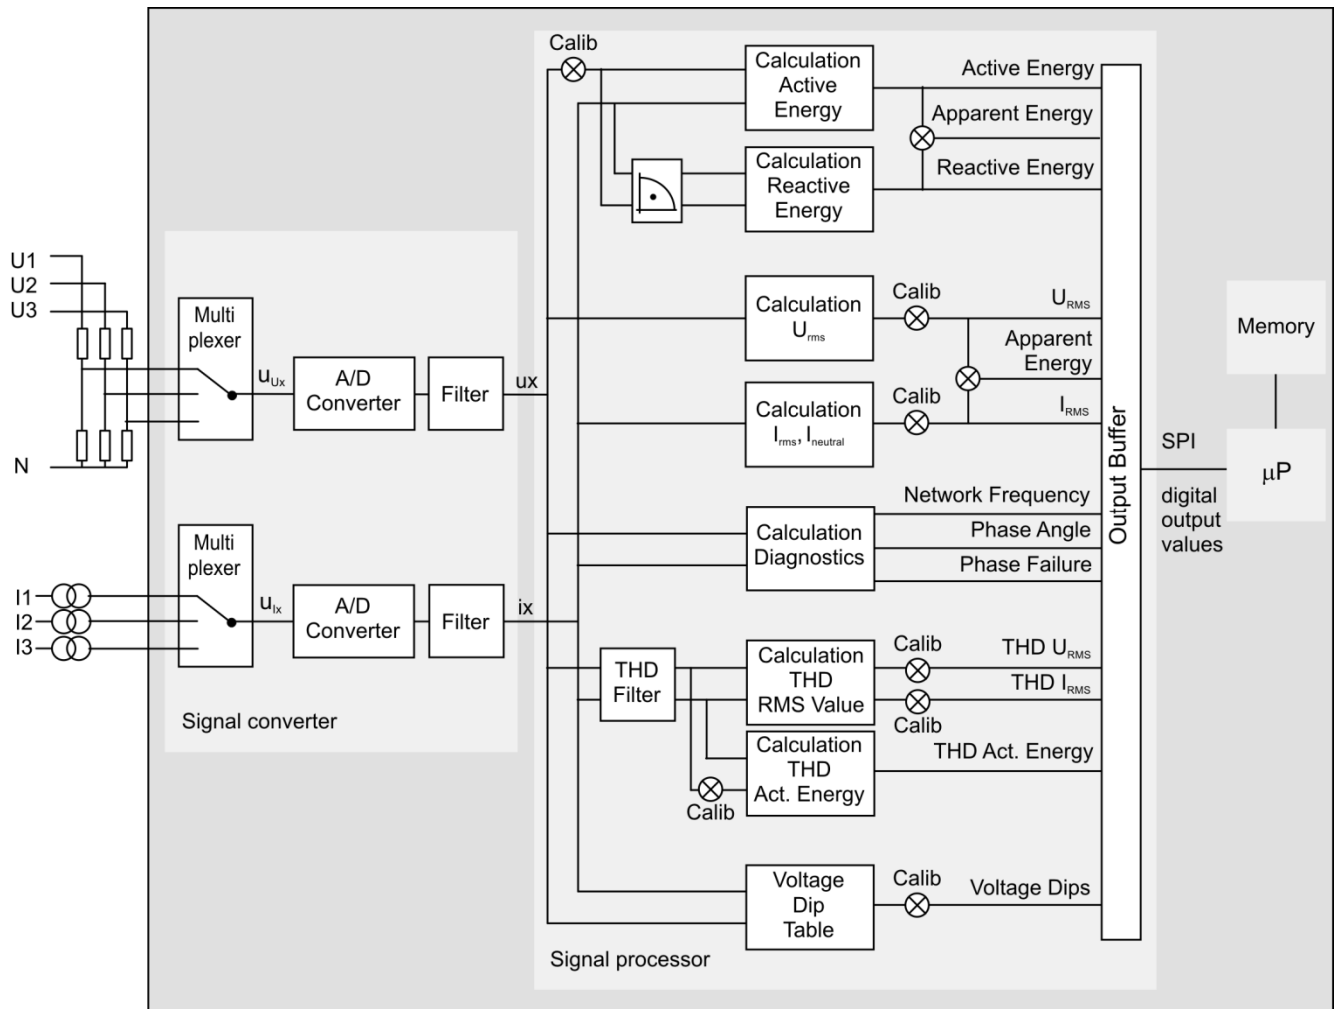 Calib
Calculation
Active
Energy
Active Energy
Apparent Energy
Calculation
Reactive
Energy
Reactive Energy
U1
U2
U3
N
Multi
plexer
uUx
A/D
Converter
Filter
ux
Calculation
Urms
Calib
URMS
Apparent
Energy
Calculation
Irms, Ineutral
Calib
IRMS
Output Buffer
SPI
digital
output
values
Memory
µP
Network Frequency
Calculation
Diagnostics
Phase Angle
Phase Failure
I1
I2
I3
Multi
plexer
uIx
A/D
Converter
Filter
ix
Signal converter
THD
Filter
Calculation
THD
RMS Value
Calib
THD URMS
THD IRMS
Calib
Calculation
THD
Act. Energy
Calib
THD Act. Energy
Voltage
Dip
Table
Calib
Voltage Dips
Signal processor